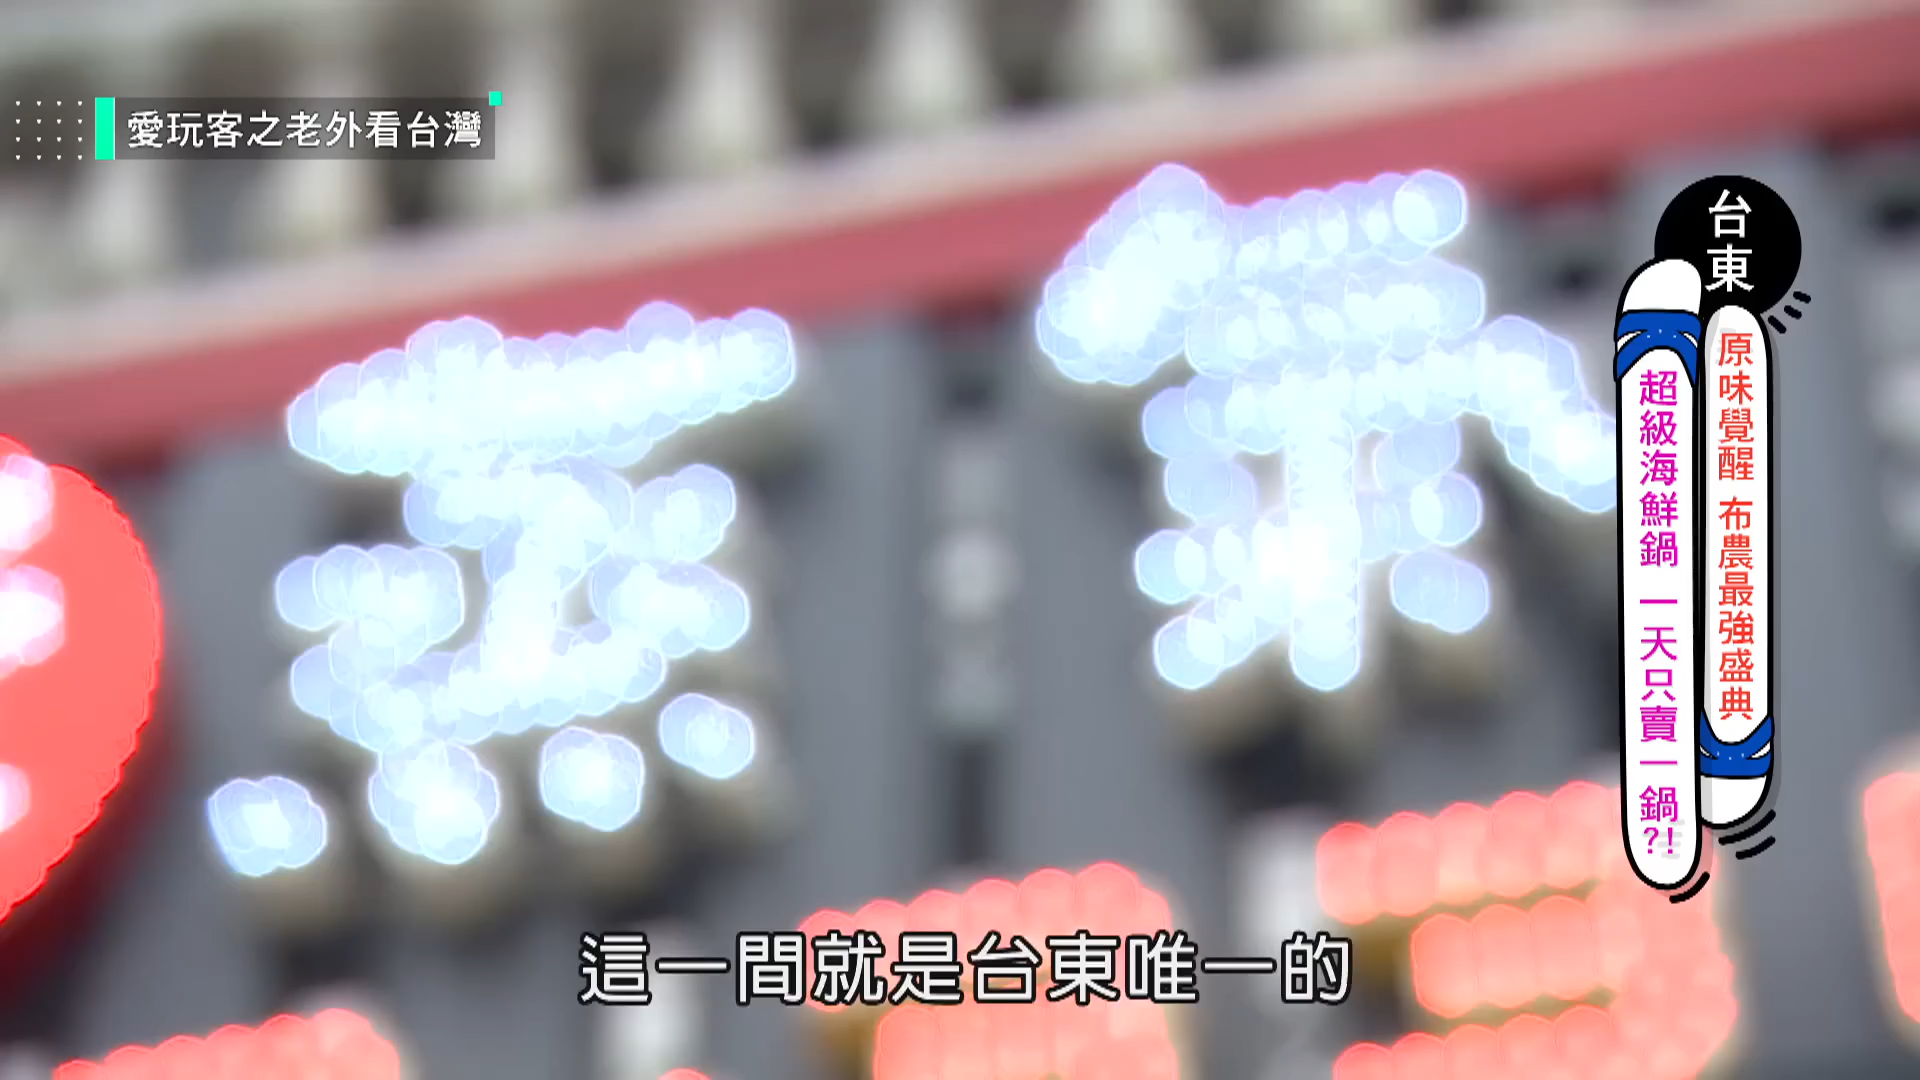 愛玩客之老外看台灣
台東
原味覺醒 布農最強盛典
超級海鮮鍋 一天只賣一鍋?!
這一間就是台東唯一的